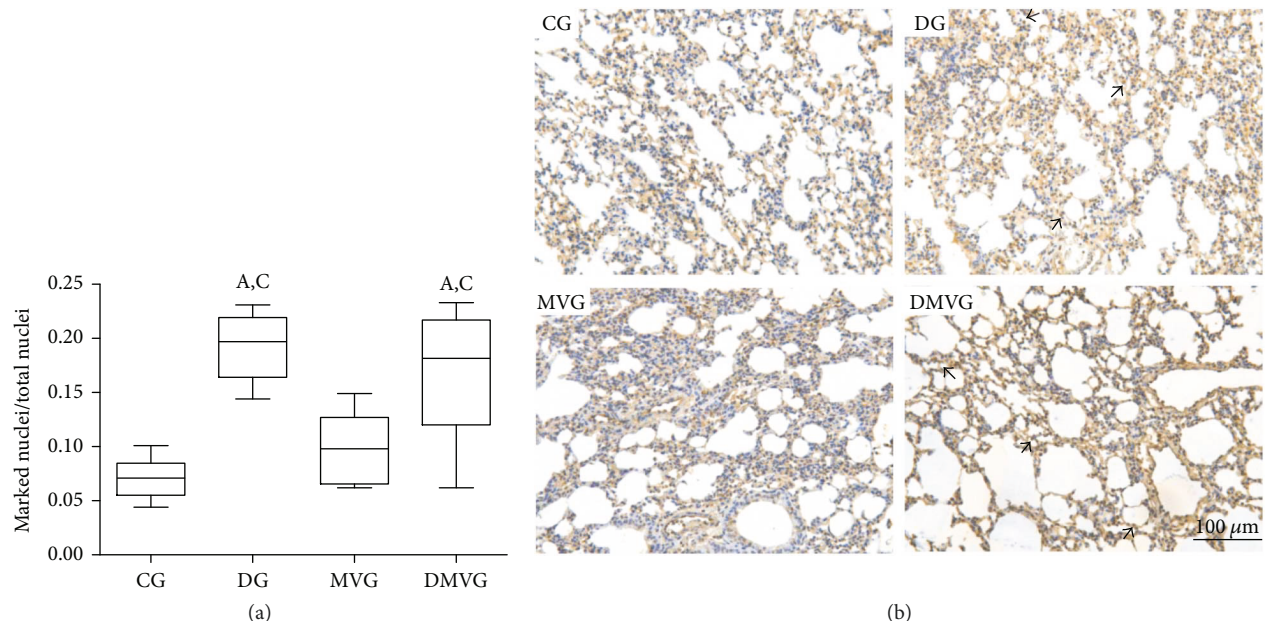 0.25
0.20
0.15
0.10
0.05
0.00
Marked nuclei/total nuclei
A,C
A,C
CG
DG
MVG
DMVG
(a)
CG
DG
MVG
DMVG
100 μm
(b)